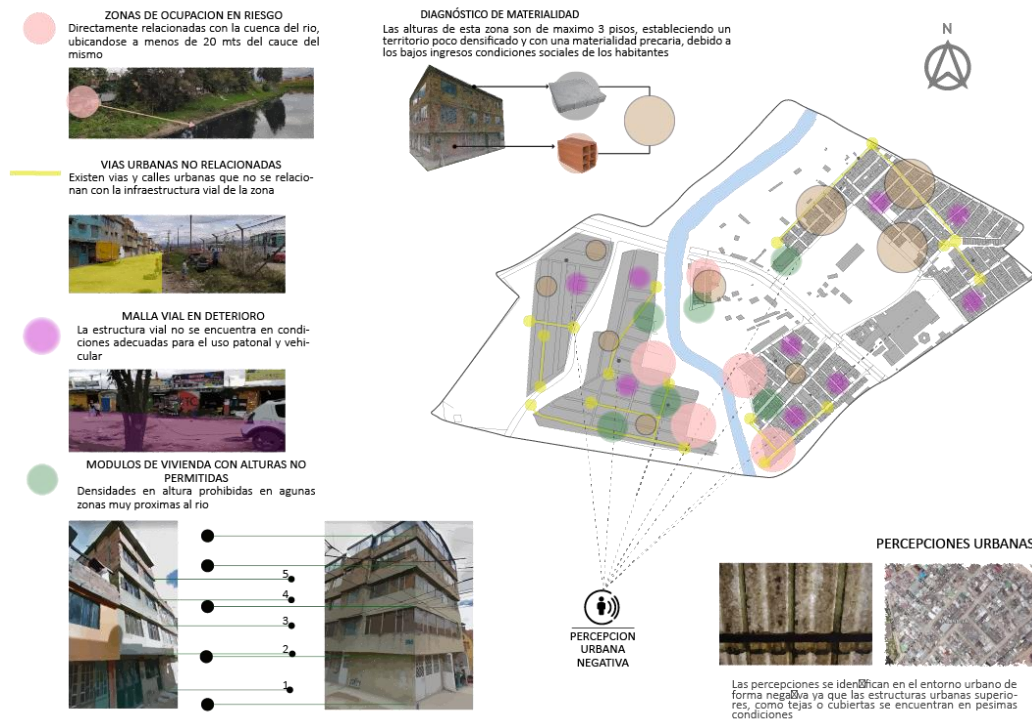 ZONAS DE OCUPACION EN RIESGO
Directamente relacionadas con la cuenca del rio,
ubicandose a menos de 20 mts del cauce del
mismo
VIAS URBANAS NO RELACIONADAS
Existen vias y calles urbanas que no se relacio-
nan con la infraestructura vial de la zona
MALLA VIAL EN DETERIORO
La estructura vial no se encuentra en condi-
ciones adecuadas para el uso patonal y vehi-
cular
MODULOS DE VIVIENDA CON ALTURAS NO
PERMITIDAS
Densidades en altura prohibidas en agunas
zonas muy proximas al rio
5
4
3
2
1
DIAGNÓSTICO DE MATERIALIDAD
Las alturas de esta zona son de maximo 3 pisos, estableciendo un
territorio poco densificado y con una materialidad precaria, debido a
los bajos ingresos condiciones sociales de los habitantes
N
PERCEPCION
URBANA
NEGATIVA
PERCEPCIONES URBANAS
Las percepciones se iden☒fican en el entorno urbano de
forma nega☒va ya que las estructuras urbanas superio-
res, como tejas o cubiertas se encuentran en pesimas
condiciones